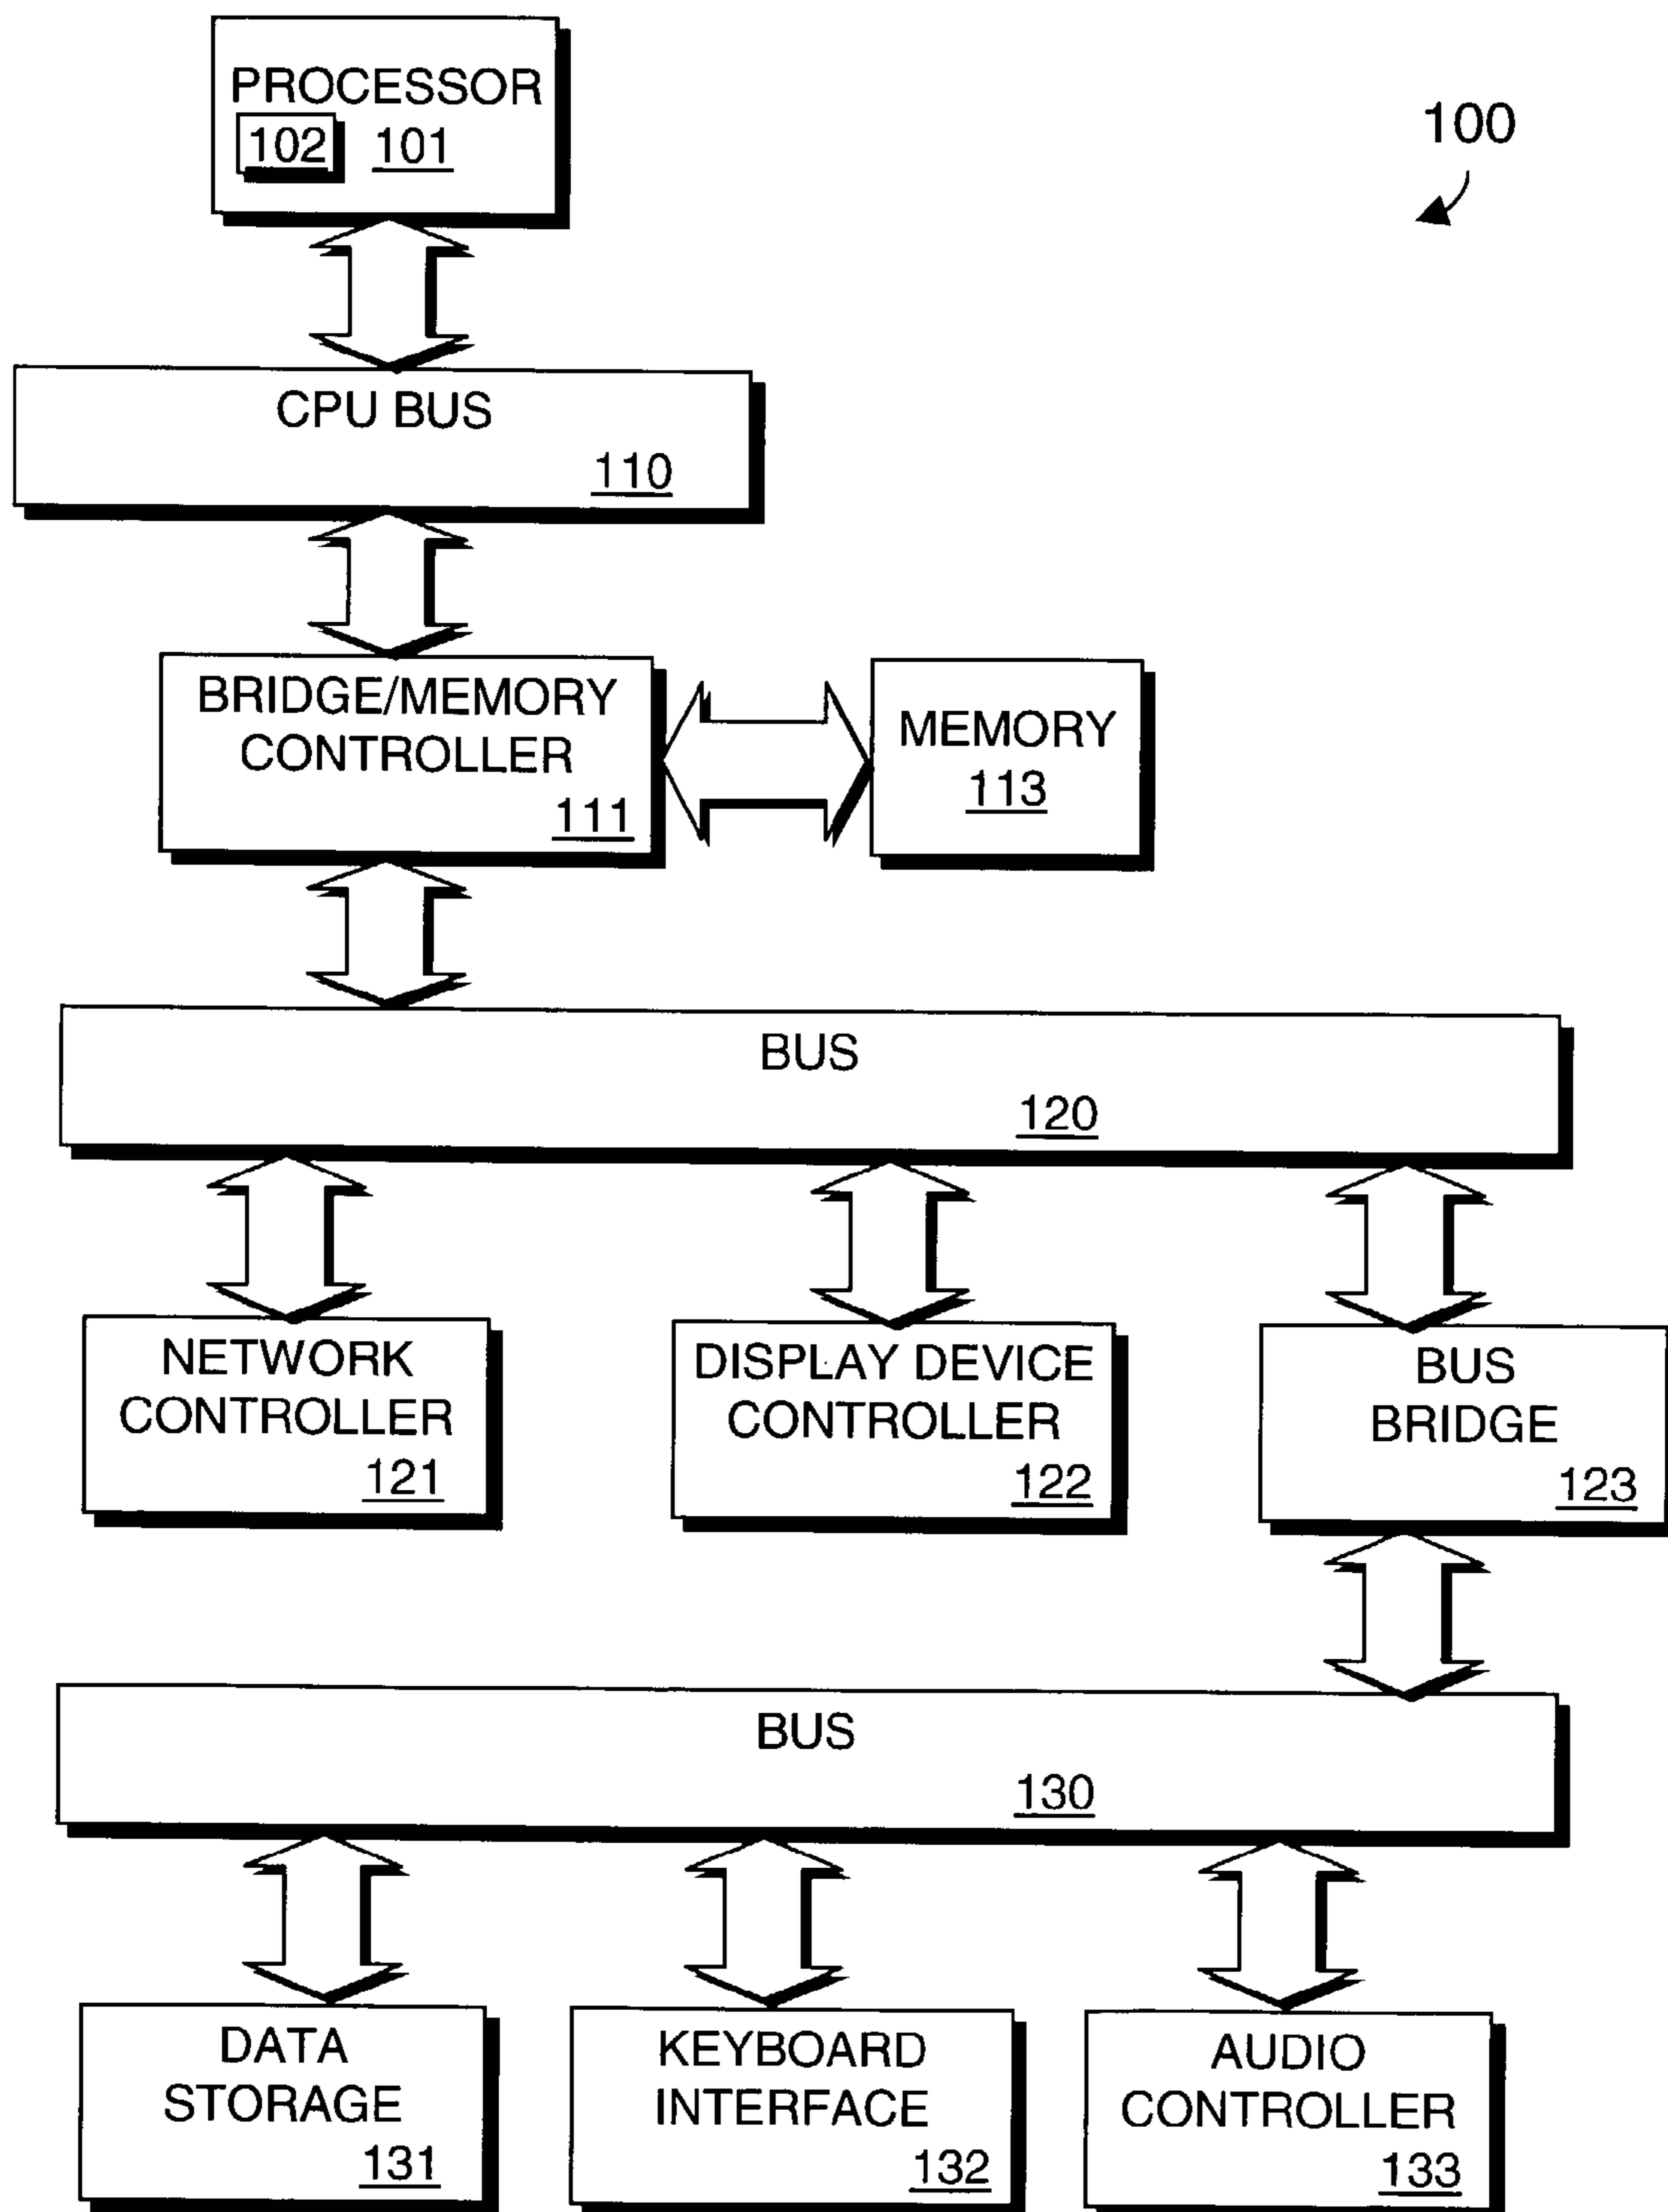 PROCESSOR
102 101
100
CPU BUS
110
BRIDGE/MEMORY
CONTROLLER
111
MEMORY
113
BUS
120
NETWORK
CONTROLLER
121
DISPLAY DEVICE
CONTROLLER
122
BUS
BRIDGE
123
BUS
130
DATA
STORAGE
131
KEYBOARD
INTERFACE
132
AUDIO
CONTROLLER
133